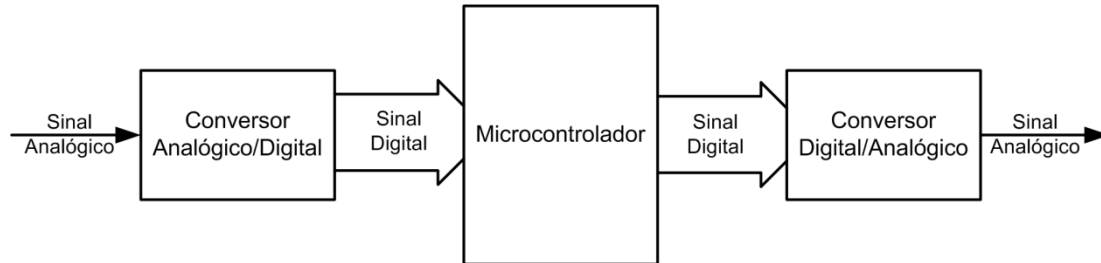 Sinal
Analógico
Conversor
Analógico/Digital
Sinal
Digital
Microcontrolador
Sinal
Digital
Conversor
Digital/Analógico
Sinal
Analógico